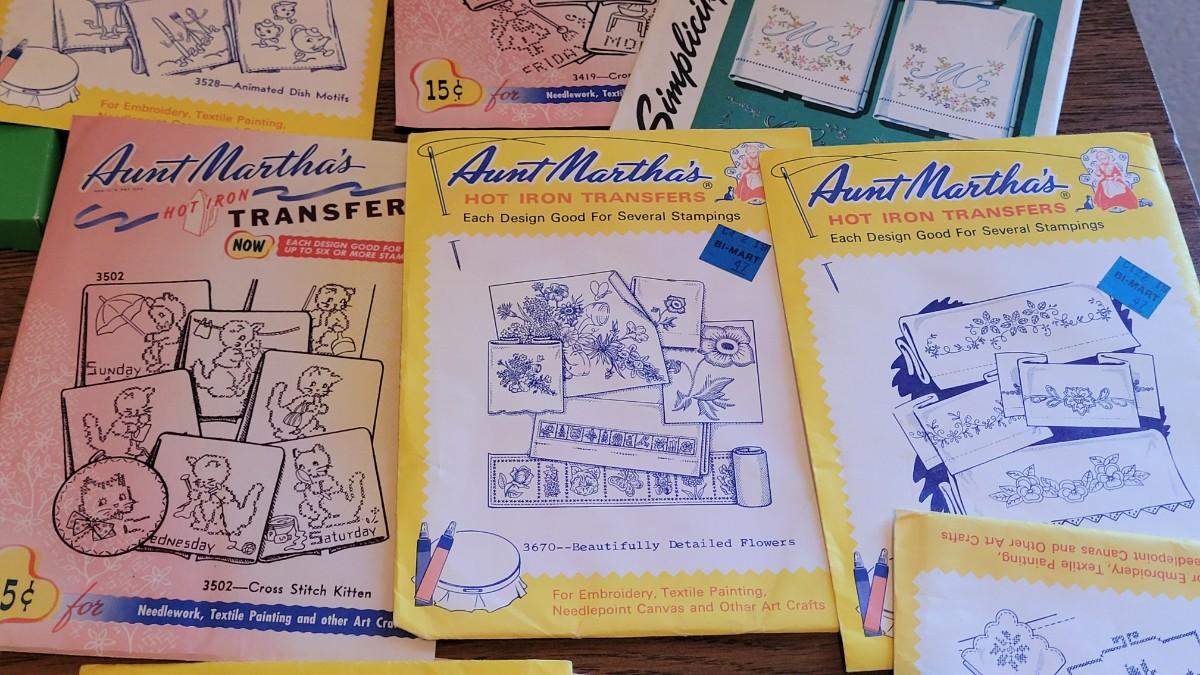 3528—Animated Dish Motifs
For Embroidery, Textile Painting,
FRIDAY
3419—Cro
15¢ for Needlework,
Simplicity
Mrs
Mr
Aunt Martha's
HOT IRON
TRANSFER
NOW
EACH DESIGN GOOD FOR
UP TO SIX OR MORE STAM
3502
Sunday
ednesday
©
Saturday
3502—Cross Stitch Kitten
5¢ for Needlework, Textile Painting and other Art Cra
Aunt Martha's®
HOT IRON TRANSFERS
Each Design Good For Several Stampings
BI-MART
47
3670--Beautifully Detailed Flowers
For Embroidery, Textile Painting,
Needlepoint Canvas and Other Art Crafts
Aunt Martha's®
HOT IRON TRANSFERS
Each Design Good For Several Stampings
BI-MART
47
r Embroidery, Textile Painting,
edlepoint Canvas and Other Art Crafts